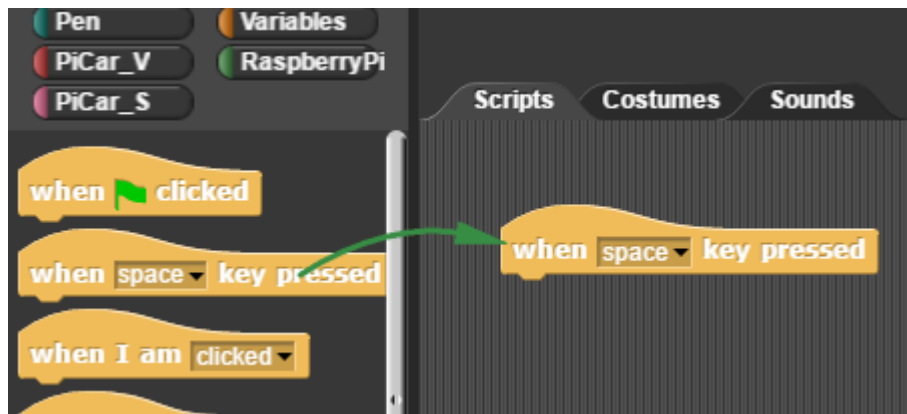 Pen
Variables
PiCar_V
RaspberryPi
PiCar_S
Scripts
Costumes
Sounds
when clicked
when space key pressed
when I am clicked
when space key pressed